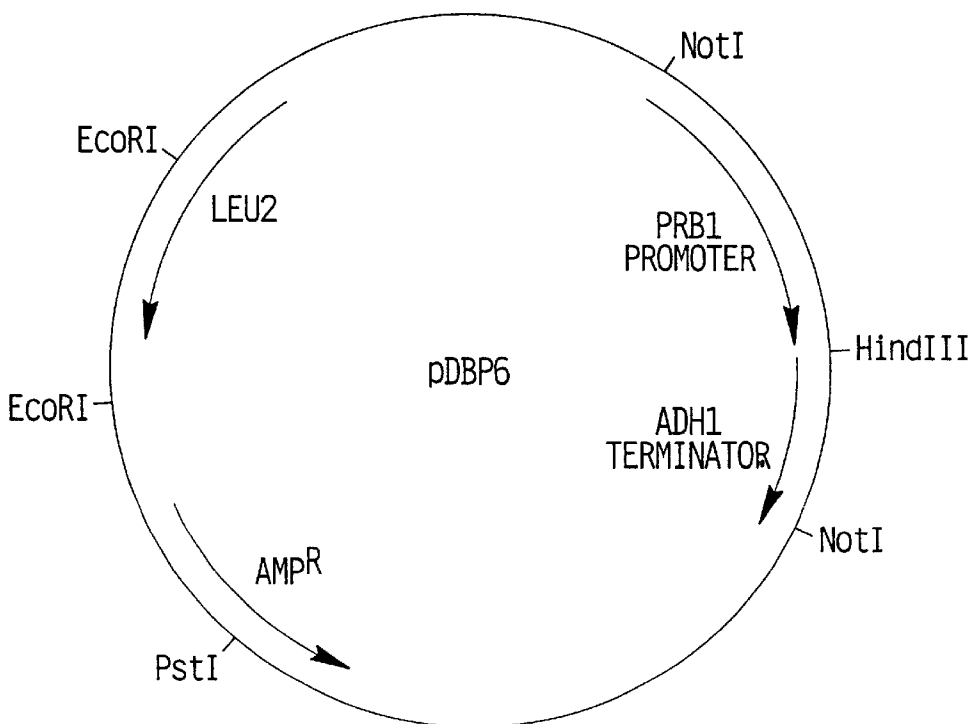 NotI
EcoRI
LEU2
PRB1
PROMOTER
HindIII
pDBP6
EcoRI
ADH1
TERMINATOR
NotI
AMPR
PstI